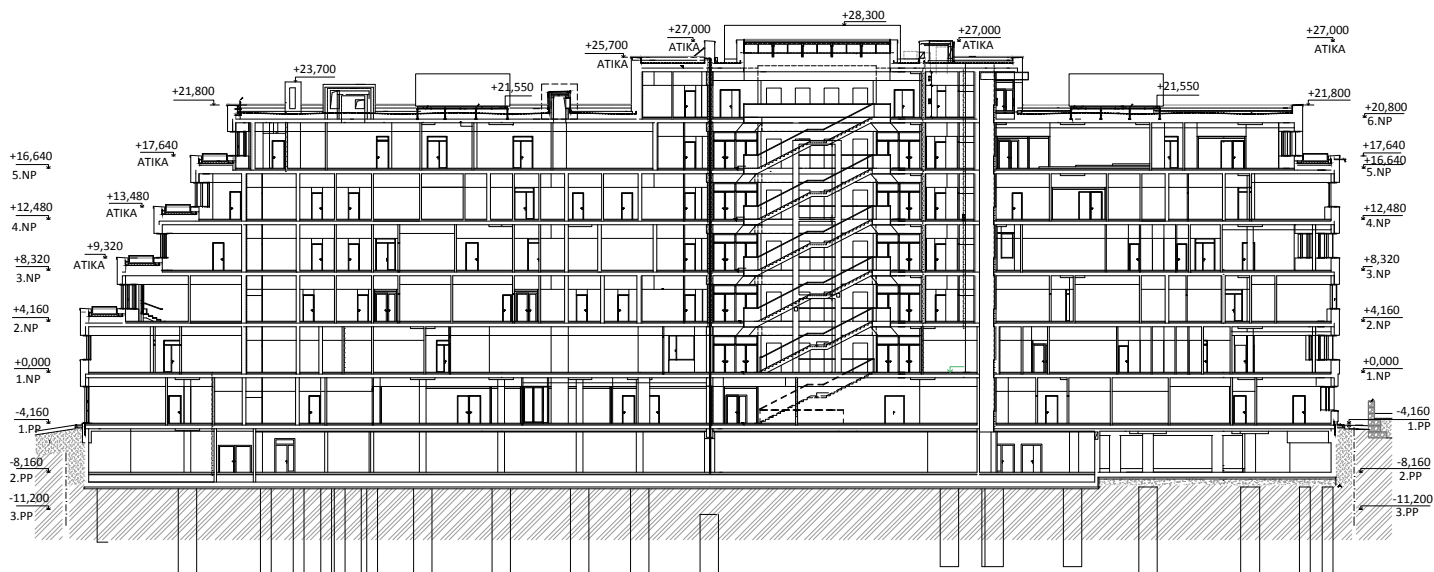 +28,300
+27,000
ATIKA
+27,000
ATIKA
+27,000
ATIKA
+25,700
ATIKA
+23,700
+21,800
+21,550
+21,550
+21,800
+20,800
6.NP
+17,640
ATIKA
+16,640
5.NP
+17,640
+16,640
5.NP
+13,480
ATIKA
+12,480
4.NP
+12,480
4.NP
+9,320
ATIKA
+8,320
3.NP
+8,320
3.NP
+4,160
2.NP
+4,160
2.NP
+0,000
1.NP
+0,000
1.NP
-4,160
1.PP
-4,160
1.PP
-8,160
2.PP
-8,160
2.PP
-11,200
3.PP
-11,200
3.PP